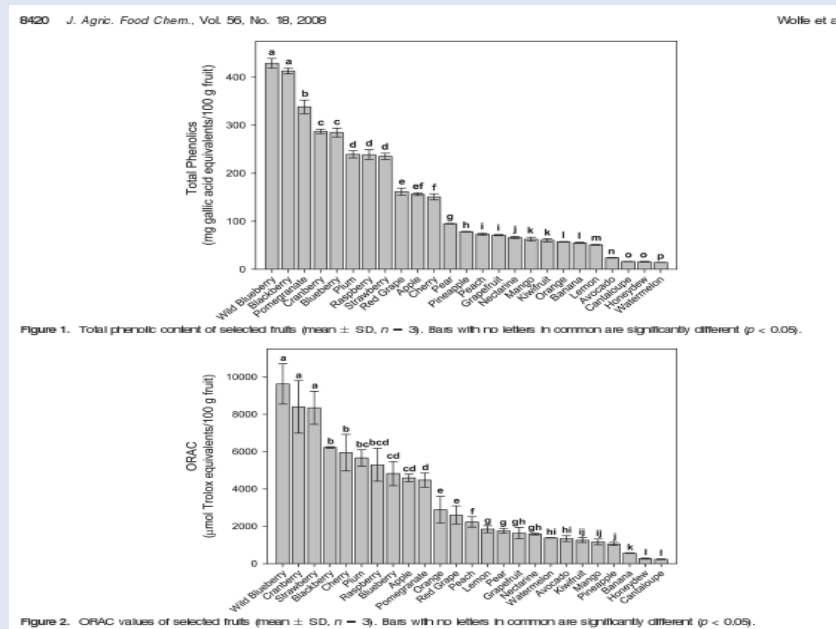 8420 J. Agric. Food Chem., Vol. 56, No. 18, 2008
Wolfe et a
Total Phenolics
(mg gallic acid equivalents/100 g fruit)
400
300
200
100
0
a a b c c d d d e ef f g h i i j k k l l m n o o p
Wild Blueberry
Blackberry
Pomegranate
Cranberry
Blueberry
Plum
Raspberry
Strawberry
Red Grape
Apple
Cherry
Pear
Pineapple
Peach
Grapefruit
Nectarine
Mango
Kiwifruit
Orange
Banana
Lemon
Avocado
Cantaloupe
Honeydew
Watermelon
Figure 1. Total phenolic content of selected fruits (mean ± SD, n = 3). Bars with no letters in common are significantly different (p < 0.05).
ORAC
(µmol Trolox equivalents/100 g fruit)
10000
8000
6000
4000
2000
0
a a a b b bc bcd cd cd d e e f g g gh gh hi hi ij ij j k l l
Wild Blueberry
Cranberry
Strawberry
Blackberry
Cherry
Plum
Raspberry
Blueberry
Apple
Pomegranate
Orange
Red Grape
Peach
Lemon
Pear
Grapefruit
Nectarine
Watermelon
Avocado
Kiwifruit
Mango
Pineapple
Banana
Honeydew
Cantaloupe
Figure 2. ORAC values of selected fruits (mean ± SD, n = 3). Bars with no letters in common are significantly different (p < 0.05).